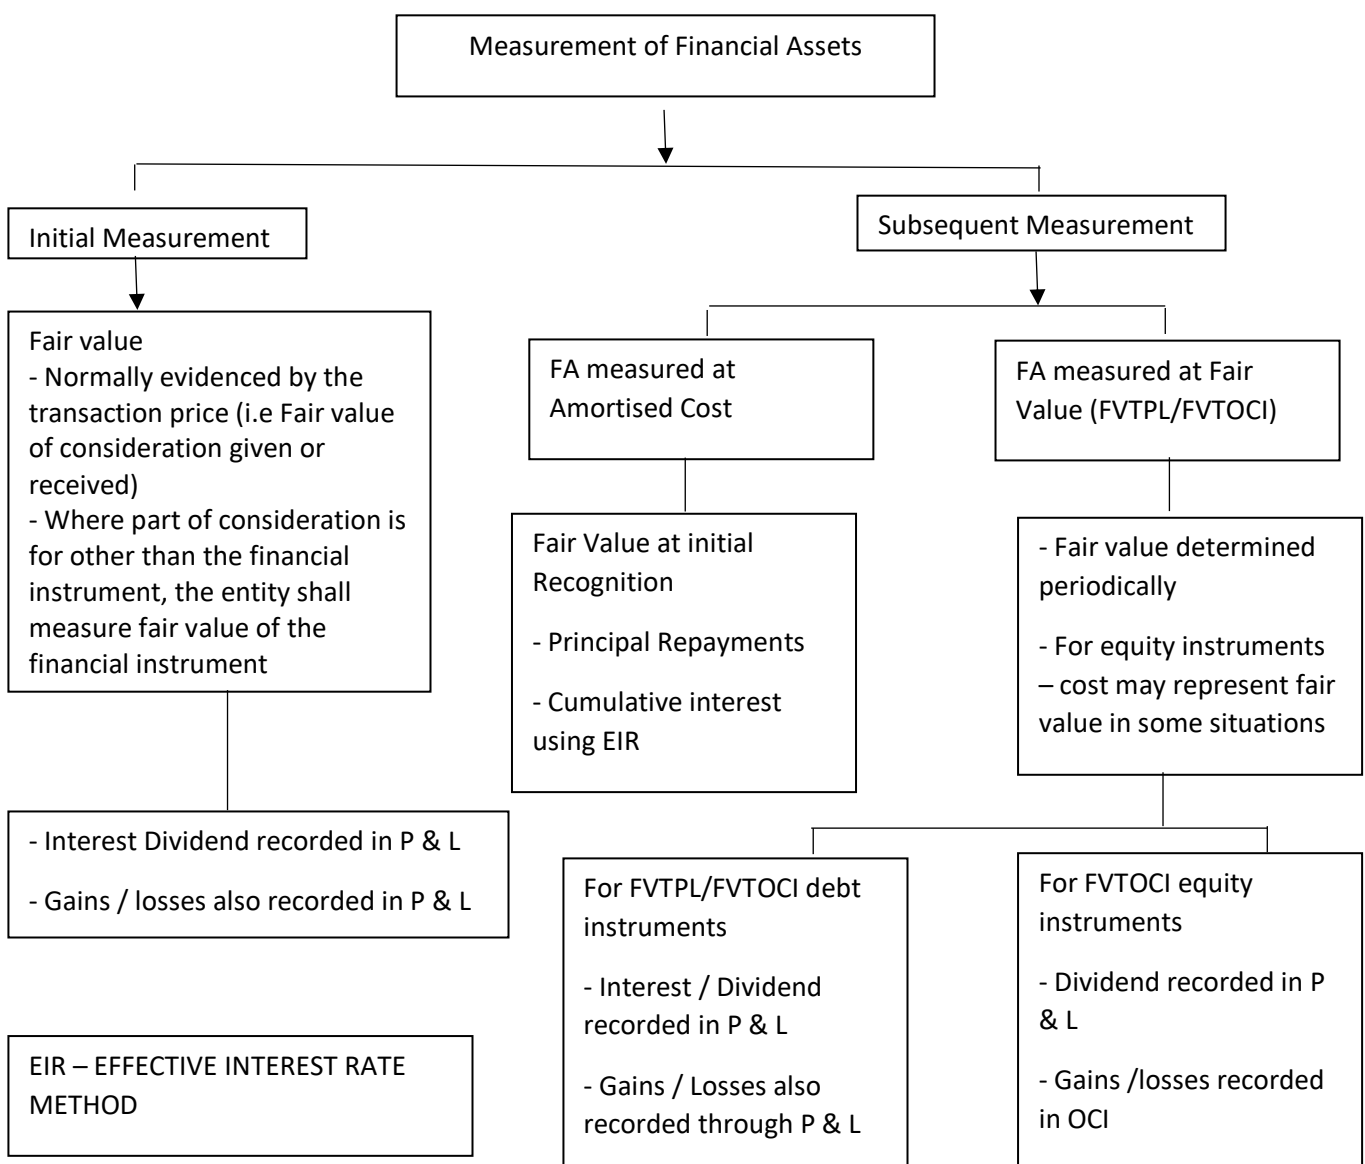 Measurement of Financial Assets
Initial Measurement
Subsequent Measurement
Fair value
- Normally evidenced by the
transaction price (i.e Fair value
of consideration given or
received)
- Where part of consideration is
for other than the financial
instrument, the entity shall
measure fair value of the
financial instrument
FA measured at
Amortised Cost
FA measured at Fair
Value (FVTPL/FVTOCI)
Fair Value at initial
Recognition
- Principal Repayments
- Cumulative interest
using EIR
- Fair value determined
periodically
- For equity instruments
– cost may represent fair
value in some situations
- Interest Dividend recorded in P & L
- Gains / losses also recorded in P & L
For FVTPL/FVTOCI debt
instruments
- Interest / Dividend
recorded in P & L
- Gains / Losses also
recorded through P & L
For FVTOCI equity
instruments
- Dividend recorded in P
& L
- Gains /losses recorded
in OCI
EIR – EFFECTIVE INTEREST RATE
METHOD